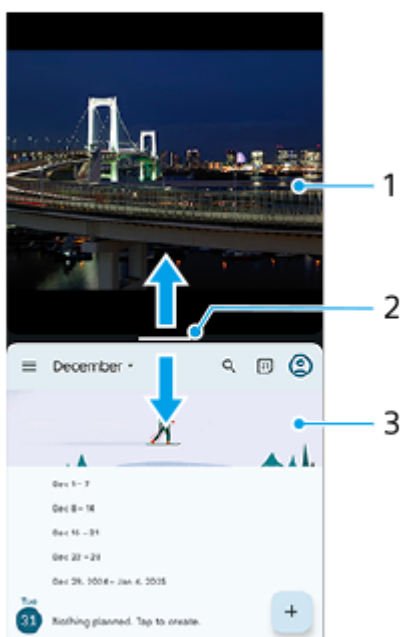 1
2
December
3
Dec 1 – 7
Dec 8 – 14
Dec 15 – 21
Dec 22 – 28
Dec 29, 2024 – Jan 4, 2025
Tue
31 Nothing planned. Tap to create.
+